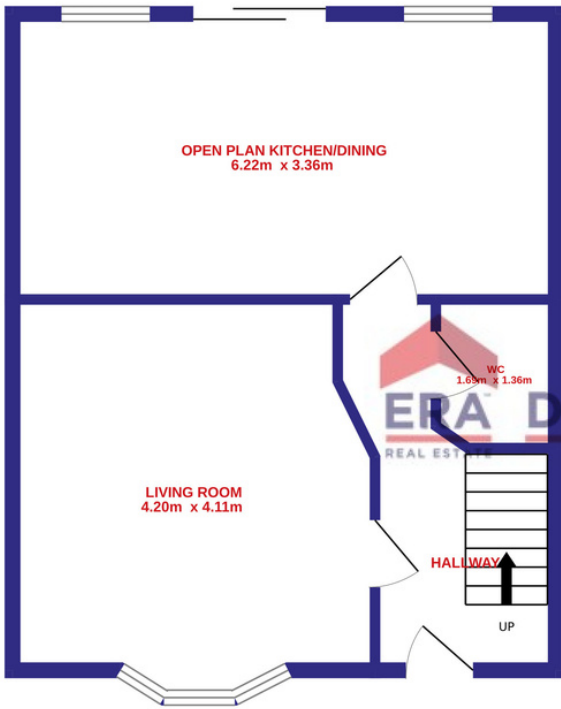 OPEN PLAN KITCHEN/DINING
6.22m x 3.36m
WC
1.69m x 1.36m
ERA D
REAL ESTATE
LIVING ROOM
4.20m x 4.11m
HALLWAY
UP